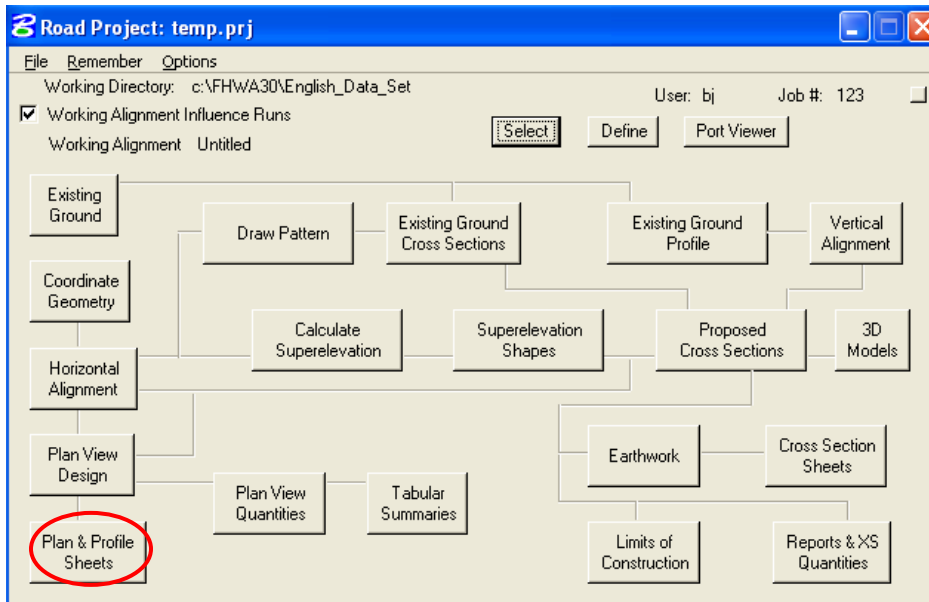 Road Project: temp.prj
File Remember Options
Working Directory: c:\FHWA30\English_Data_Set
User: bj Job #: 123
Working Alignment Influence Runs
Select Define Port Viewer
Working Alignment Untitled
Existing
Ground
Draw Pattern
Existing Ground
Cross Sections
Existing Ground
Profile
Vertical
Alignment
Coordinate
Geometry
Calculate
Superelevation
Superelevation
Shapes
Proposed
Cross Sections
3D
Models
Horizontal
Alignment
Plan View
Design
Earthwork
Cross Section
Sheets
Plan View
Quantities
Tabular
Summaries
Plan & Profile
Sheets
Limits of
Construction
Reports & XS
Quantities